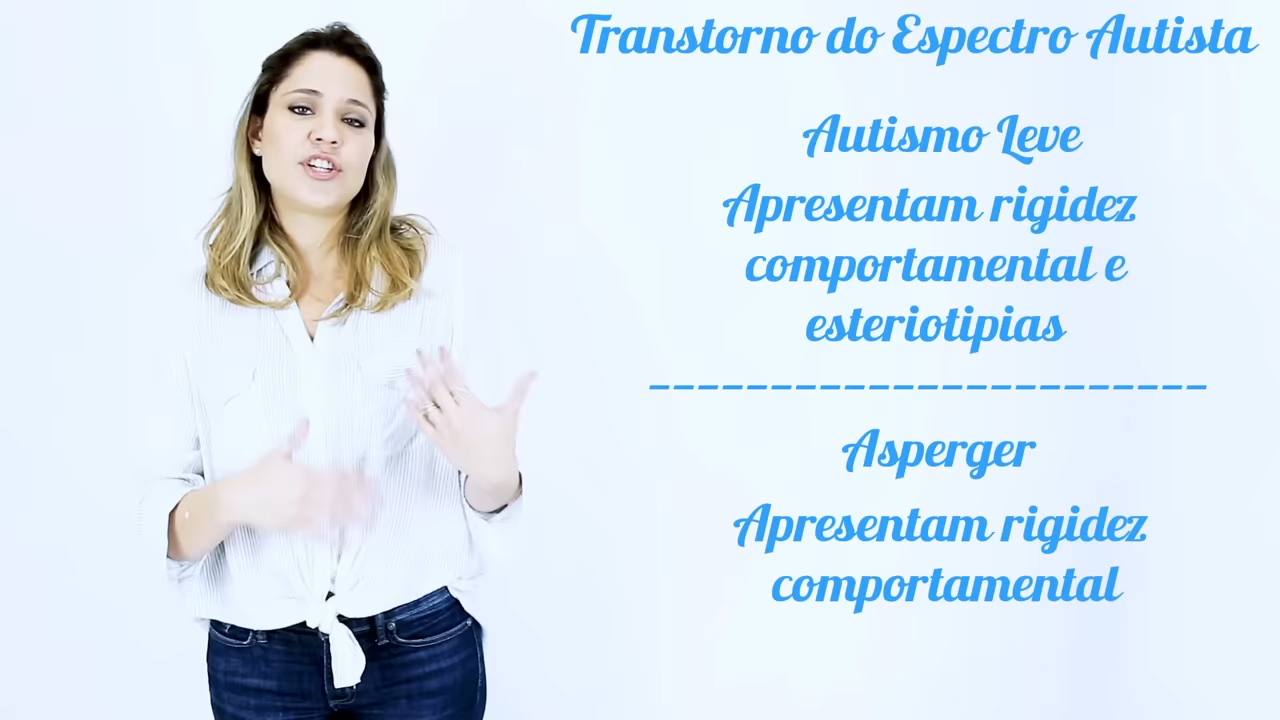 Transtorno do Espectro Autista
Autismo Leve
Apresentam rigidez
comportamental e
esteriotipias
------------------------
Asperger
Apresentam rigidez
comportamental